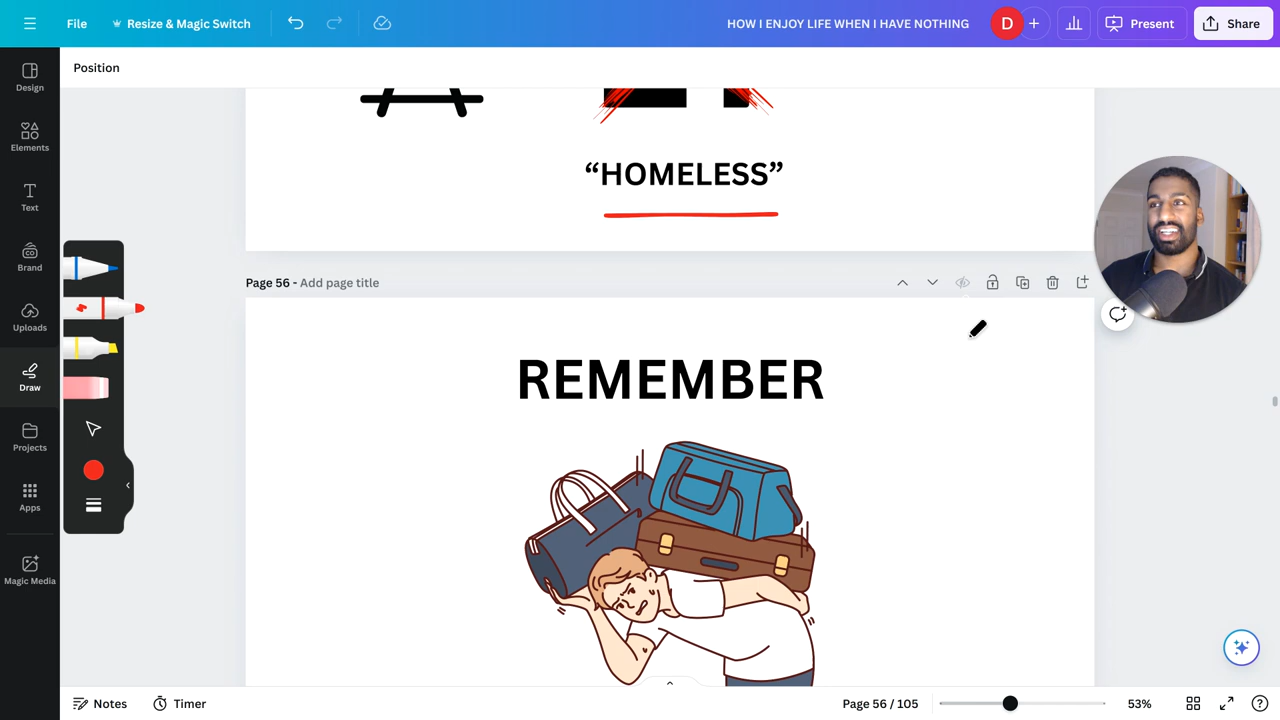 File
Resize & Magic Switch
HOW I ENJOY LIFE WHEN I HAVE NOTHING
D
Present
Share
Position
Design
Elements
Text
Brand
Uploads
Draw
Projects
Apps
Magic Media
“HOMELESS”
Page 56 - Add page title
REMEMBER
Notes
Timer
Page 56 / 105
53%